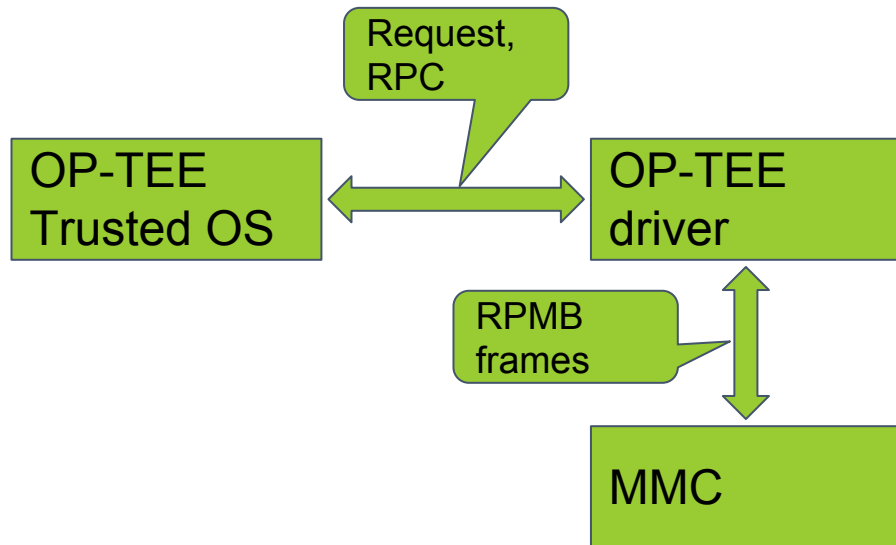 Request,
RPC
OP-TEE
Trusted OS
OP-TEE
driver
RPMB
frames
MMC